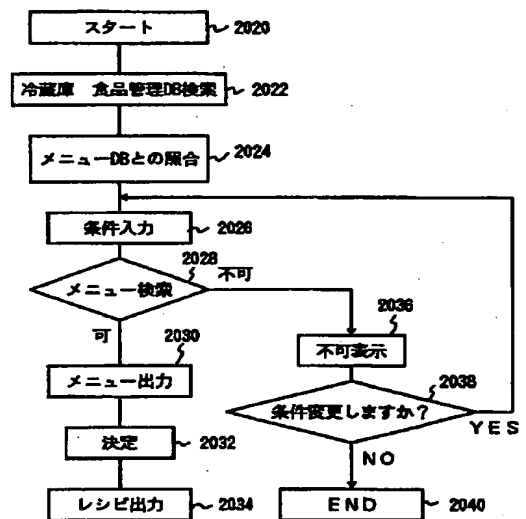 スタート 2020
冷蔵庫 食品管理DB検索 2022
メニューDBとの照合 2024
条件入力 2026
2028
メニュー検索
不可
可
2030
メニュー出力
決定 2032
レシピ出力 2034
2036
不可表示
2038
条件変更しますか?
YES
NO
END 2040